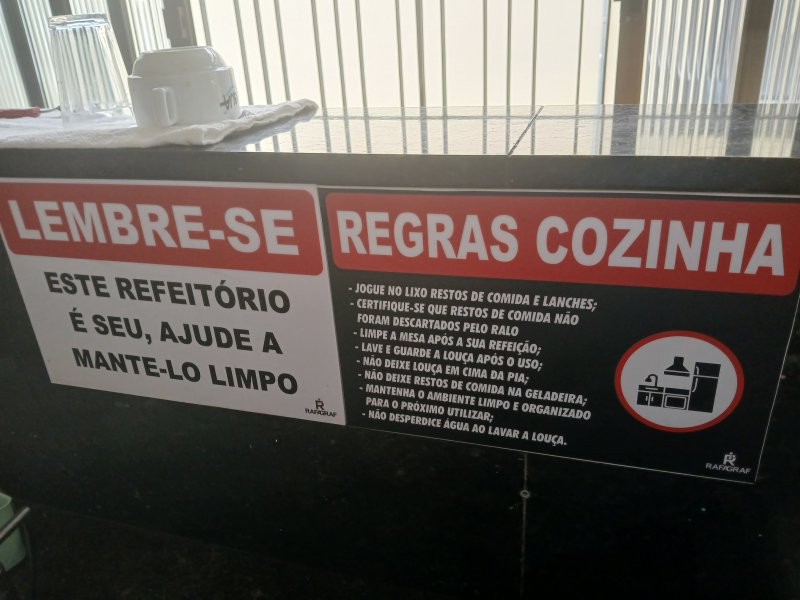 LEMBRE-SE
ESTE REFEITÓRIO
É SEU, AJUDE A
MANTE-LO LIMPO
RAFAGRAF
REGRAS COZINHA
- JOGUE NO LIXO RESTOS DE COMIDA E LANCHES;
- CERTIFIQUE-SE QUE RESTOS DE COMIDA NÃO
FORAM DESCARTADOS PELO RALO
- LIMPE A MESA APÓS A SUA REFEIÇÃO;
- LAVE E GUARDE A LOUÇA APÓS O USO;
- NÃO DEIXE LOUÇA EM CIMA DA PIA;
- NÃO DEIXE RESTOS DE COMIDA NA GELADEIRA;
- MANTENHA O AMBIENTE LIMPO E ORGANIZADO
PARA O PRÓXIMO UTILIZAR;
- NÃO DESPERDICE ÁGUA AO LAVAR A LOUÇA.
RAFAGRAF